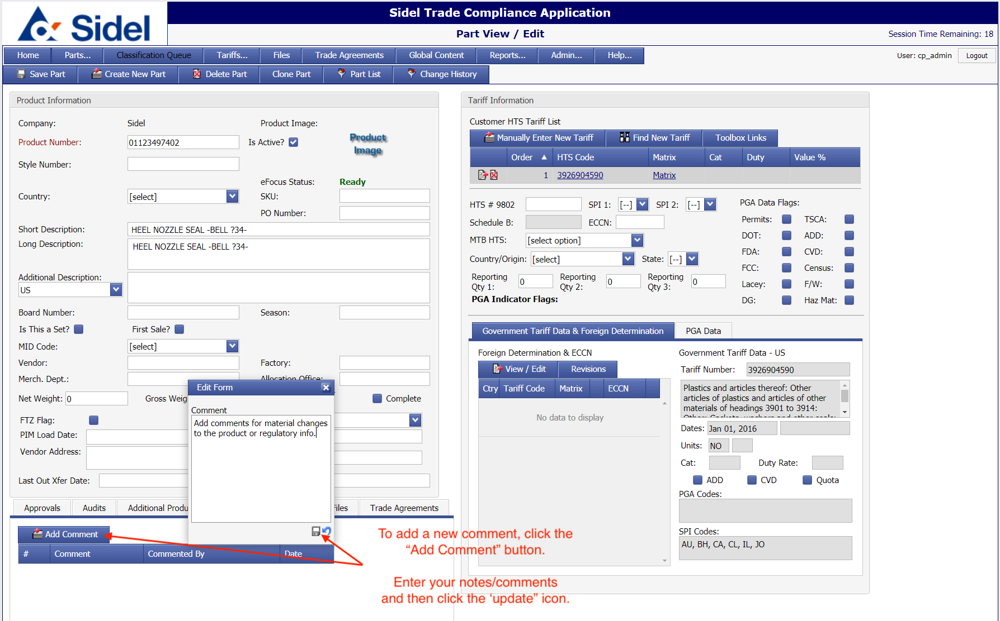 Sidel
Sidel Trade Compliance Application
Part View / Edit
Session Time Remaining: 18
Home
Parts...
Classification Queue
Tariffs...
Files
Trade Agreements
Global Content
Reports...
Admin...
Help...
User: cp_admin
Logout
Save Part
Create New Part
Delete Part
Clone Part
Part List
Change History
Product Information
Company:
Sidel
Product Image:
Product Number:
01123497402
Is Active?
Product
Image
Style Number:
eFocus Status:
Ready
Country:
[select]
SKU:
PO Number:
Short Description:
HEEL NOZZLE SEAL -BELL ?34-
Long Description:
HEEL NOZZLE SEAL -BELL ?34-
Additional Description:
US
Board Number:
Season:
Is This a Set?
First Sale?
MID Code:
[select]
Vendor:
Factory:
Merch. Dept.:
Allocation Office:
Net Weight:
0
Gross Weig
Complete
FTZ Flag:
PIM Load Date:
Vendor Address:
Last Out Xfer Date:
Edit Form
Comment
Add comments for material changes
to the product or regulatory info.
Approvals
Audits
Additional Produ
iles
Trade Agreements
Add Comment
#
Comment
Commented By
Date
To add a new comment, click the
“Add Comment” button.
Enter your notes/comments
and then click the ‘update” icon.
Tariff Information
Customer HTS Tariff List
Manually Enter New Tariff
Find New Tariff
Toolbox Links
Order
HTS Code
Matrix
Cat
Duty
Value %
1
3926904590
Matrix
HTS # 9802
SPI 1:
[--]
SPI 2:
[--]
PGA Data Flags:
Schedule B:
ECCN:
Permits:
TSCA:
MTB HTS:
[select option]
DOT:
ADD:
Country/Origin:
[select]
State:
[--]
FDA:
CVD:
FCC:
Census:
Reporting
Qty 1:
0
Reporting
Qty 2:
0
Reporting
Qty 3:
0
Lacey:
F/W:
PGA Indicator Flags:
DG:
Haz Mat:
Government Tariff Data & Foreign Determination
PGA Data
Foreign Determination & ECCN
View / Edit
Revisions
Ctry
Tariff Code
Matrix
ECCN
No data to display
Government Tariff Data - US
Tariff Number:
3926904590
Plastics and articles thereof: Other
articles of plastics and articles of other
materials of headings 3901 to 3914:
Other: Gaskets, washers and other seals:
Dates:
Jan 01, 2016
Units:
NO
Cat:
Duty Rate:
ADD
CVD
Quota
PGA Codes:
SPI Codes:
AU, BH, CA, CL, IL, JO